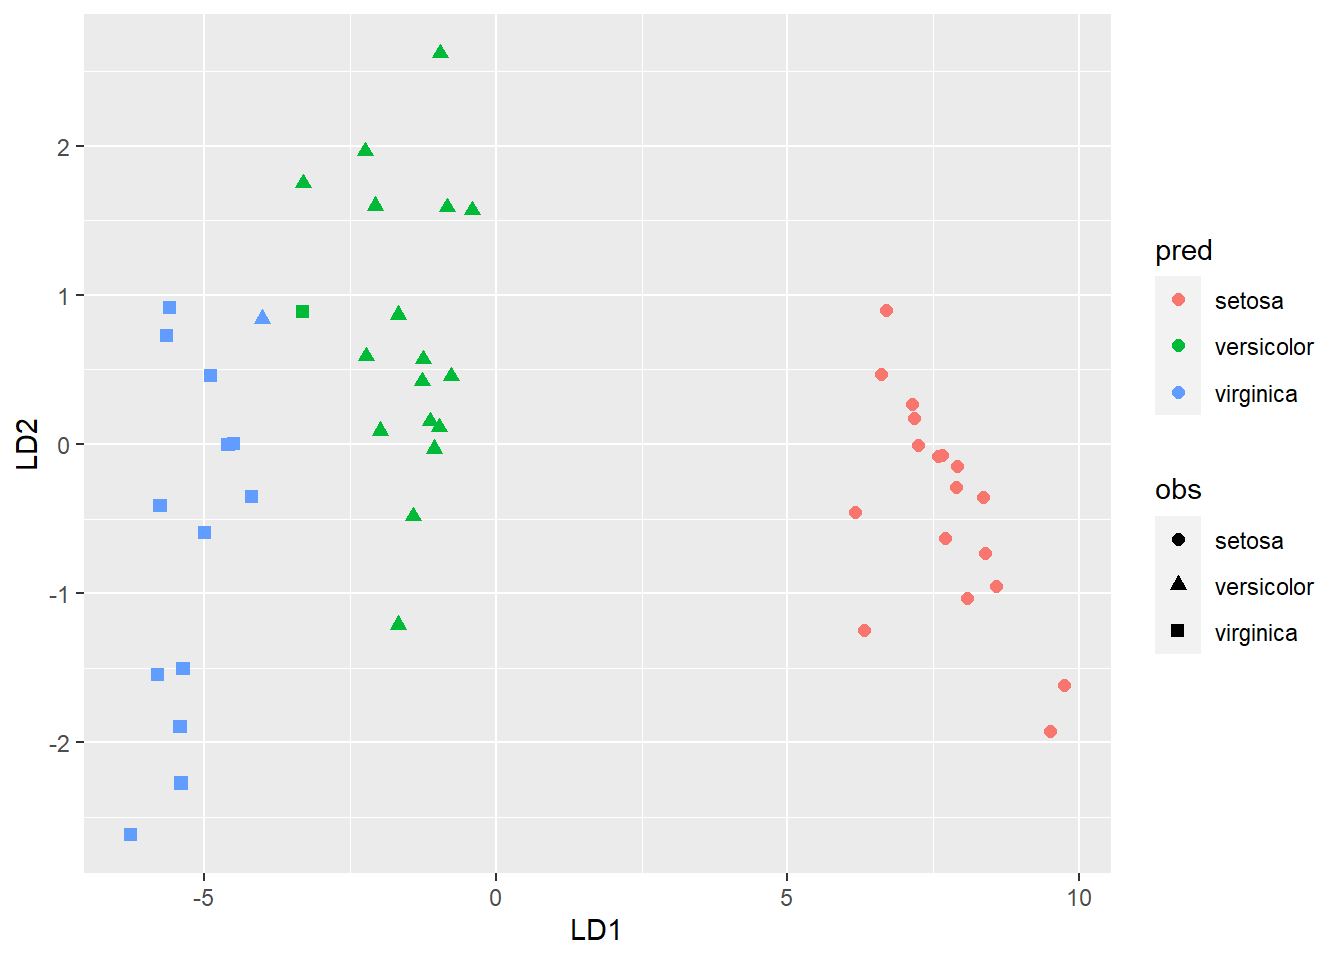 2
1
0
-1
-2
LD2
-5
0
5
10
LD1
pred
setosa
versicolor
virginica
obs
setosa
versicolor
virginica